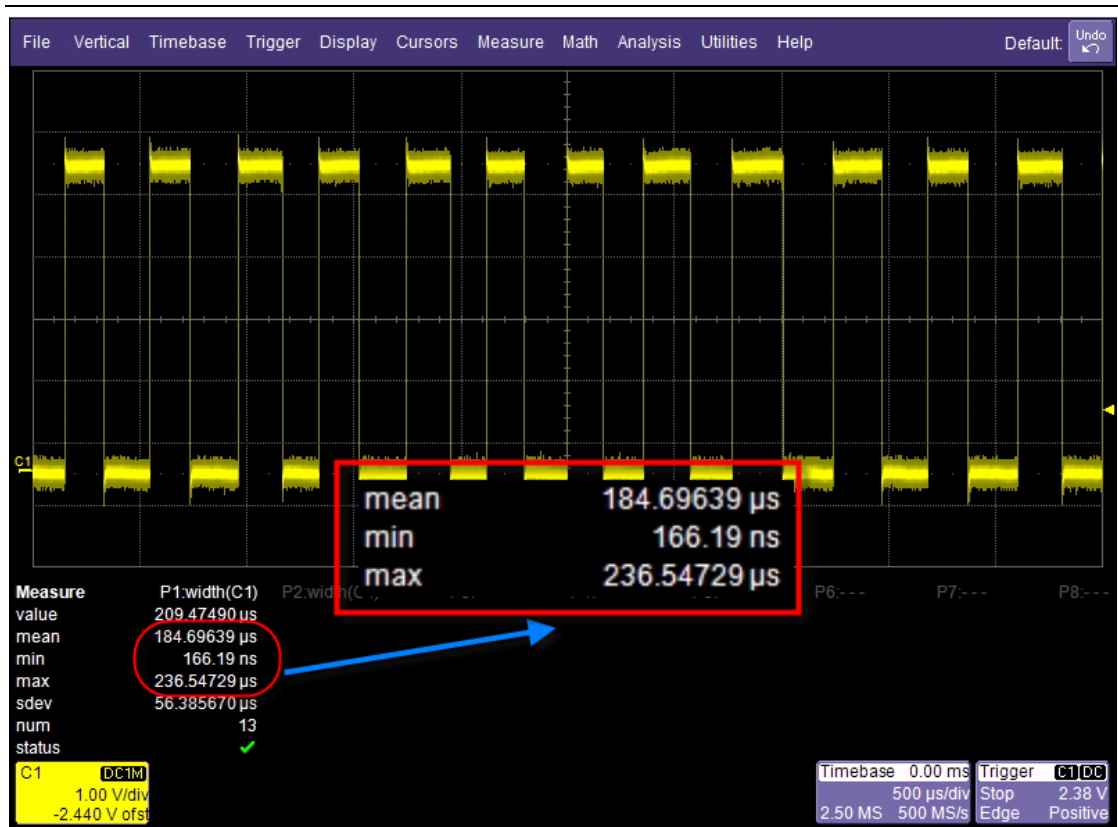 File Vertical Timebase Trigger Display Cursors Measure Math Analysis Utilities Help Default: Undo
C1
mean 184.69639 µs
min 166.19 ns
max 236.54729 µs
Measure P1:width(C1) P6:--- P7:--- P8:---
value 209.47490 µs
mean 184.69639 µs
min 166.19 ns
max 236.54729 µs
sdev 56.385670 µs
num 13
status
C1 DC1M
1.00 V/div
-2.440 V ofst
Timebase 0.00 ms
500 µs/div
2.50 MS 500 MS/s
Trigger C1 DC
Stop 2.38 V
Edge Positive